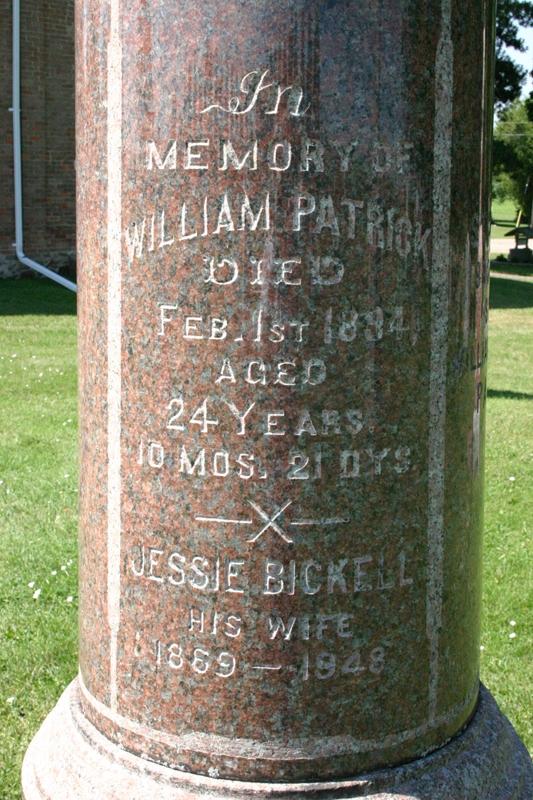 In
MEMORY OF
WILLIAM PATRICK
DIED
FEB. 1ST 1894,
AGED
24 YEARS
10 MOS. 21 DYS.
JESSIE BICKELL
HIS WIFE
1869 — 1948